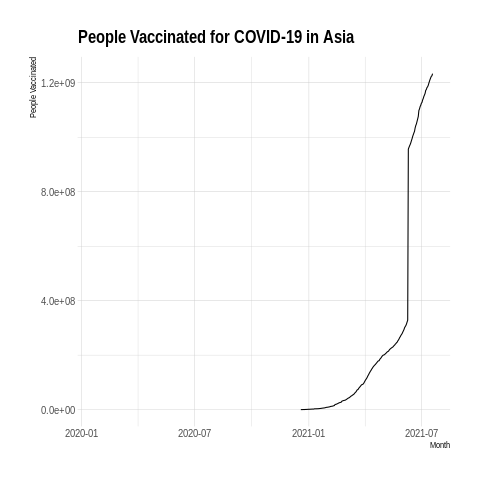 People Vaccinated for COVID-19 in Asia
People Vaccinated
1.2e+09
8.0e+08
4.0e+08
0.0e+00
2020-01 2020-07 2021-01 2021-07
Month